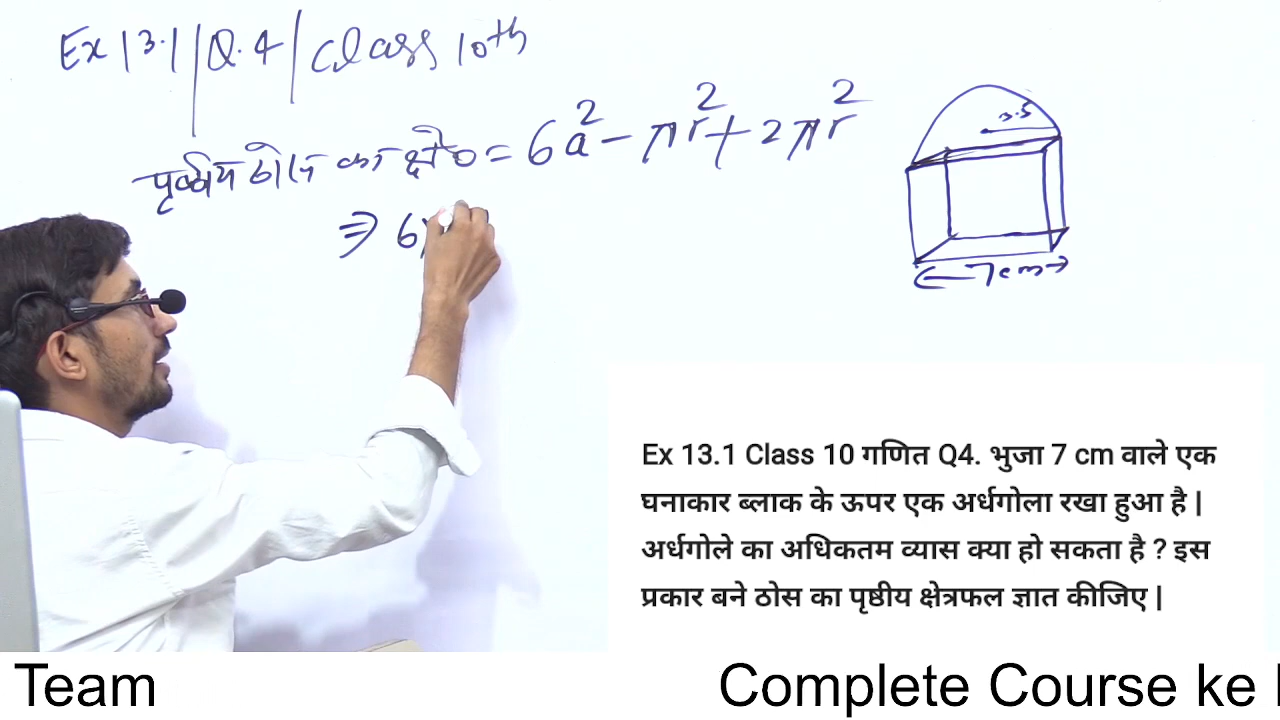 Ex 13.1 | Q.4 | Class 10th
ठोस का = 6a² - πr² + 2πr²
⇒ 6
3.5
7cm
Ex 13.1 Class 10 गणित Q4. भुजा 7 cm वाले एक
घनाकार ब्लाक के ऊपर एक अर्धगोला रखा हुआ है |
अर्धगोले का अधिकतम व्यास क्या हो सकता है ? इस
प्रकार बने ठोस का पृष्ठीय क्षेत्रफल ज्ञात कीजिए |
Team Complete Course ke